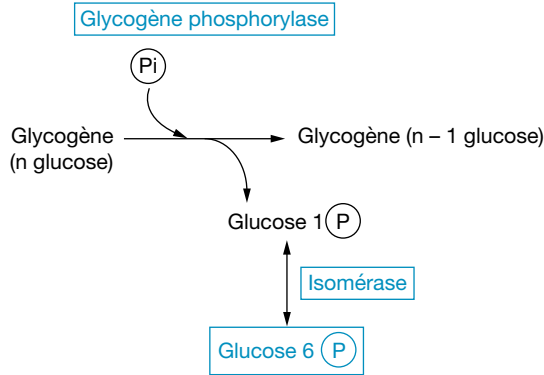 Glycogène phosphorylase
Pi
Glycogène
(n glucose)
Glycogène (n – 1 glucose)
Glucose 1 P
Isomérase
Glucose 6 P